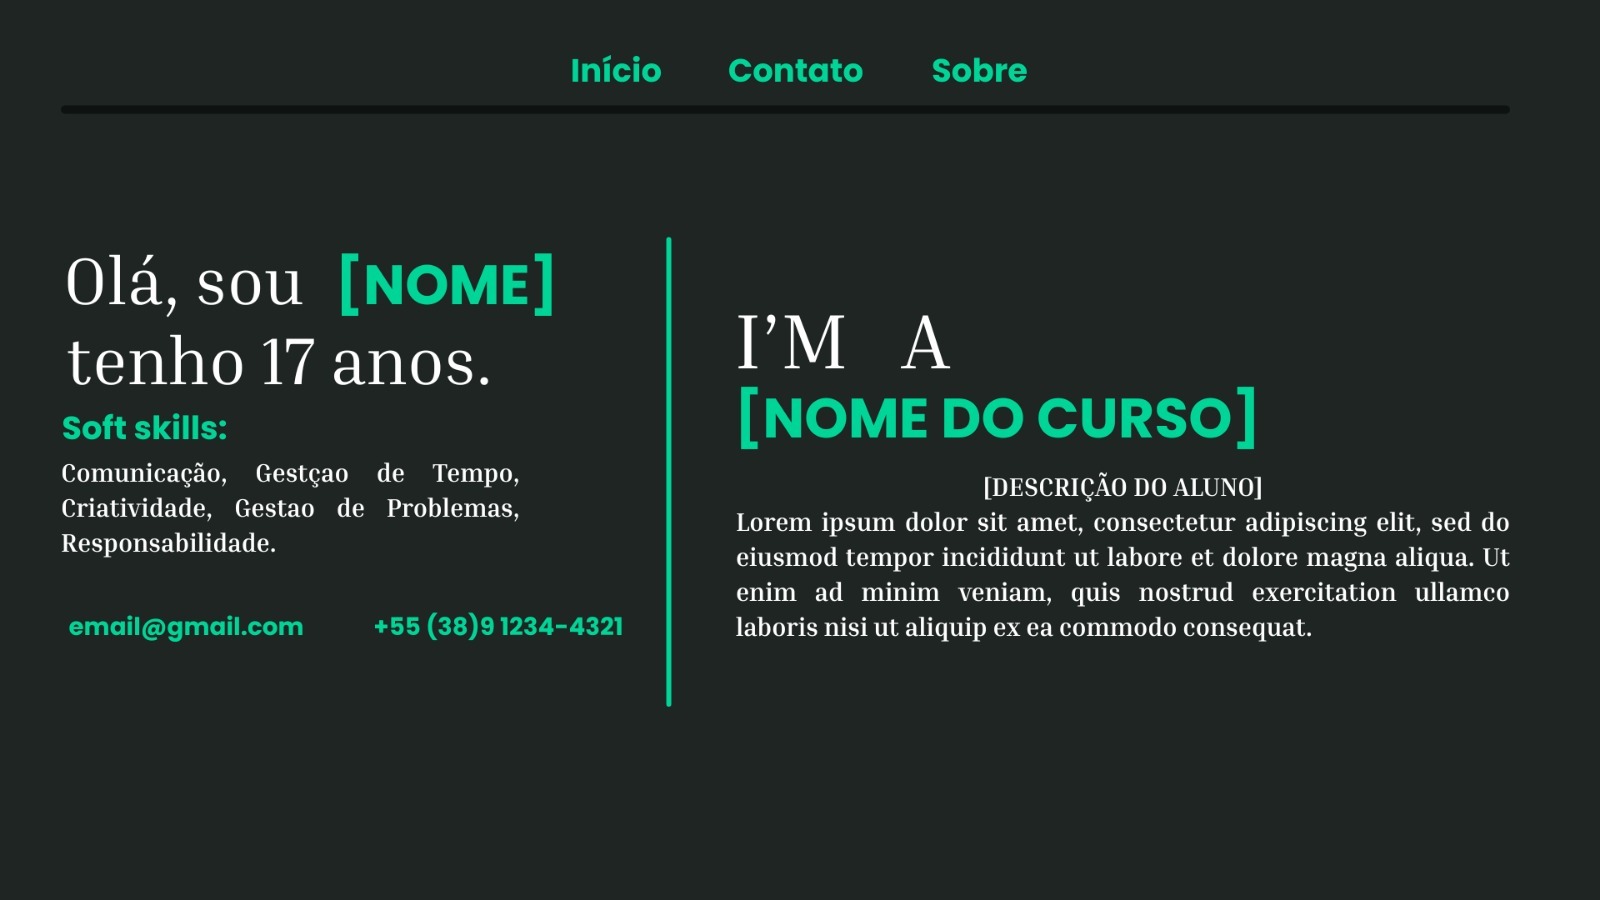 Início Contato Sobre
Olá, sou [NOME]
tenho 17 anos.
Soft skills:
Comunicação, Gestçao de Tempo,
Criatividade, Gestao de Problemas,
Responsabilidade.
email@gmail.com +55 (38)9 1234-4321
I’M A
[NOME DO CURSO]
[DESCRIÇÃO DO ALUNO]
Lorem ipsum dolor sit amet, consectetur adipiscing elit, sed do
eiusmod tempor incididunt ut labore et dolore magna aliqua. Ut
enim ad minim veniam, quis nostrud exercitation ullamco
laboris nisi ut aliquip ex ea commodo consequat.